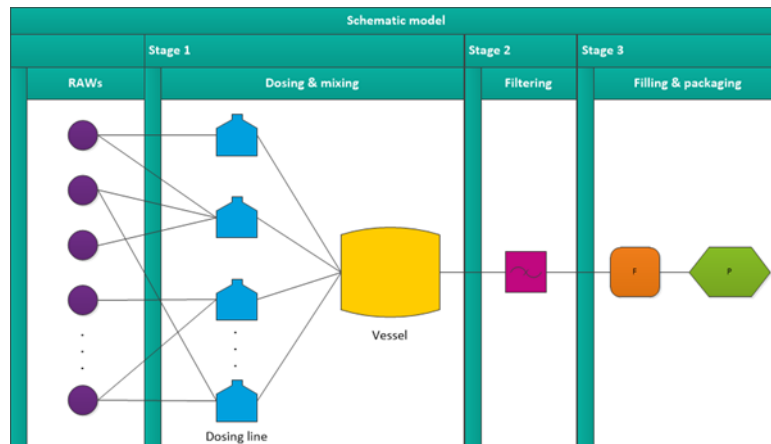 Schematic model
Stage 1
Stage 2
Stage 3
RAWs
Dosing & mixing
Filtering
Filling & packaging
F
P
Vessel
Dosing line